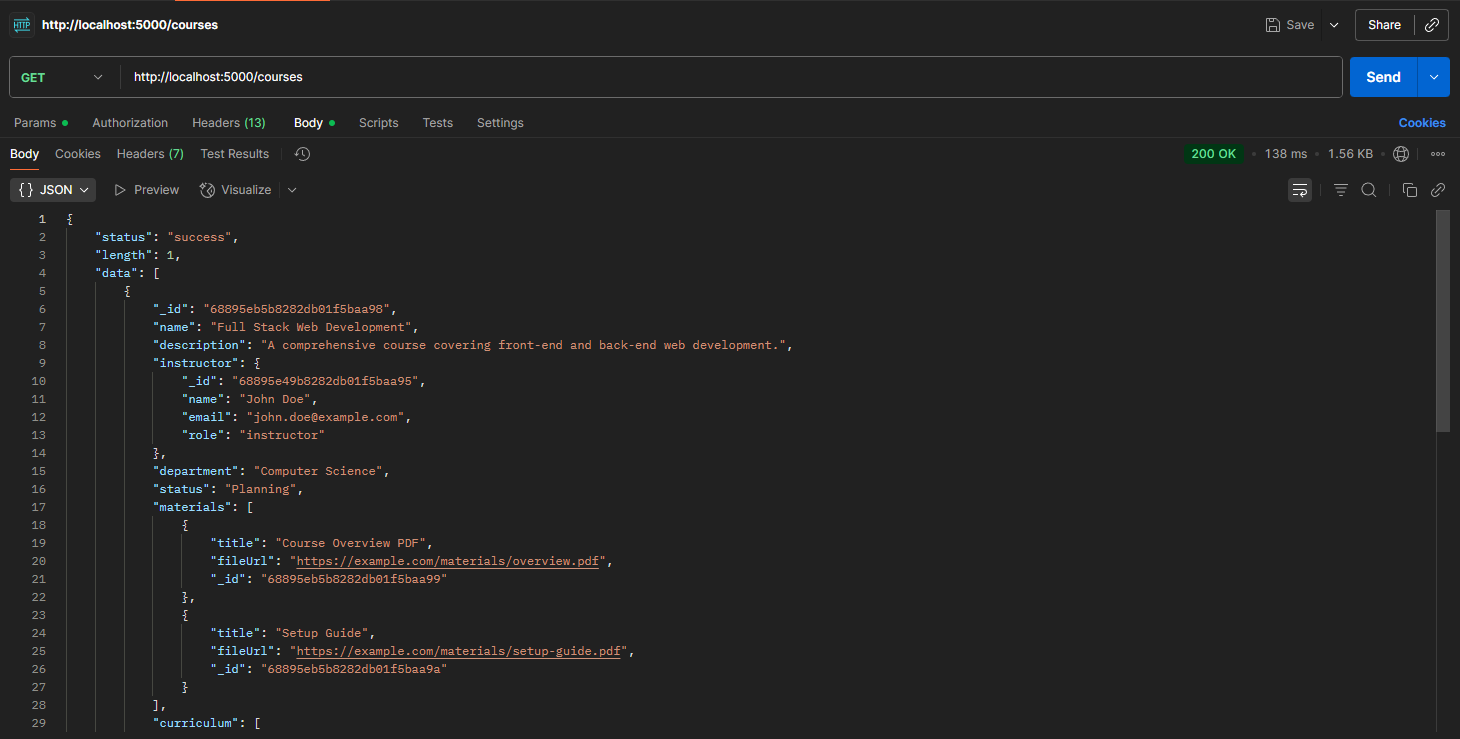 HTTP http://localhost:5000/courses Save Share
GET http://localhost:5000/courses Send
Params Authorization Headers (13) Body Scripts Tests Settings Cookies
Body Cookies Headers (7) Test Results 200 OK 138 ms 1.56 KB
{} JSON Preview Visualize
1 {
2 "status": "success",
3 "length": 1,
4 "data": [
5 {
6 "_id": "68895eb5b8282db01f5baa98",
7 "name": "Full Stack Web Development",
8 "description": "A comprehensive course covering front-end and back-end web development.",
9 "instructor": {
10 "_id": "68895e49b8282db01f5baa95",
11 "name": "John Doe",
12 "email": "john.doe@example.com",
13 "role": "instructor"
14 },
15 "department": "Computer Science",
16 "status": "Planning",
17 "materials": [
18 {
19 "title": "Course Overview PDF",
20 "fileUrl": "https://example.com/materials/overview.pdf",
21 "_id": "68895eb5b8282db01f5baa99"
22 },
23 {
24 "title": "Setup Guide",
25 "fileUrl": "https://example.com/materials/setup-guide.pdf",
26 "_id": "68895eb5b8282db01f5baa9a"
27 }
28 ],
29 "curriculum": [